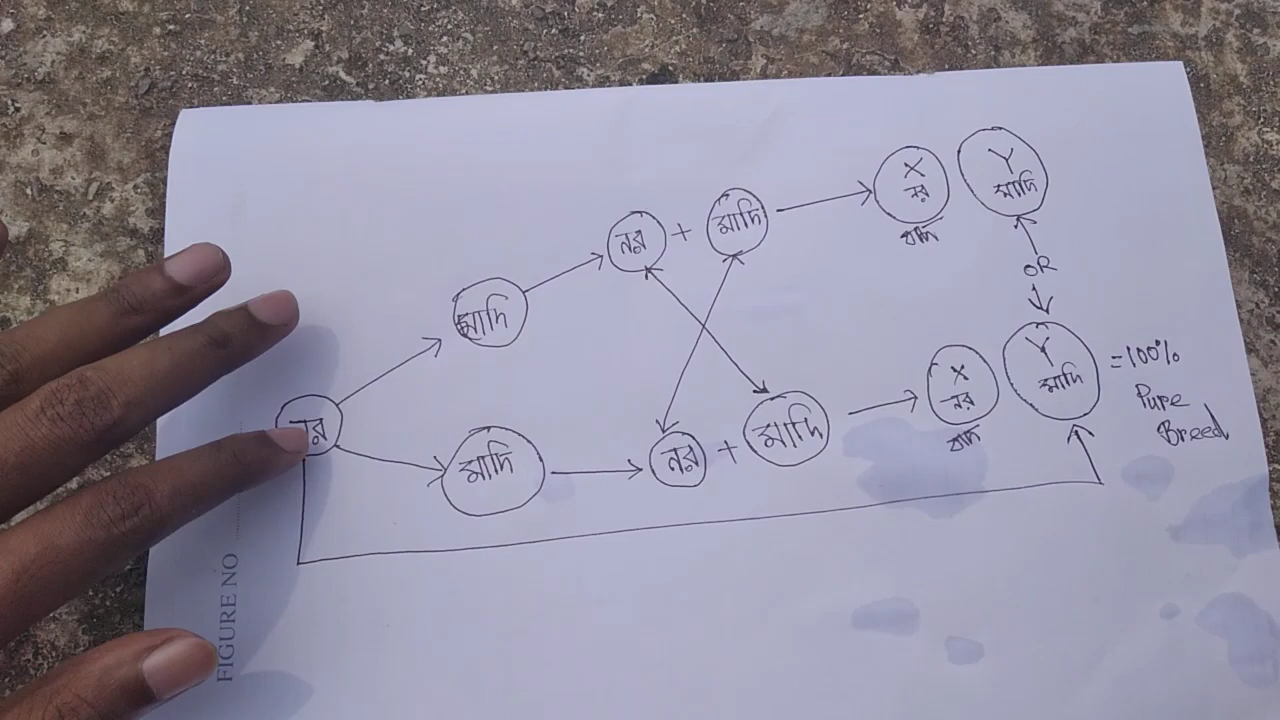 X
নর
বাদ
Y
মাদি
নর + মাদি
OR
মাদি
X
নর
বাদ
Y
মাদি
=100%
Pure
Breed
নর
মাদি
নর + মাদি
FIGURE NO